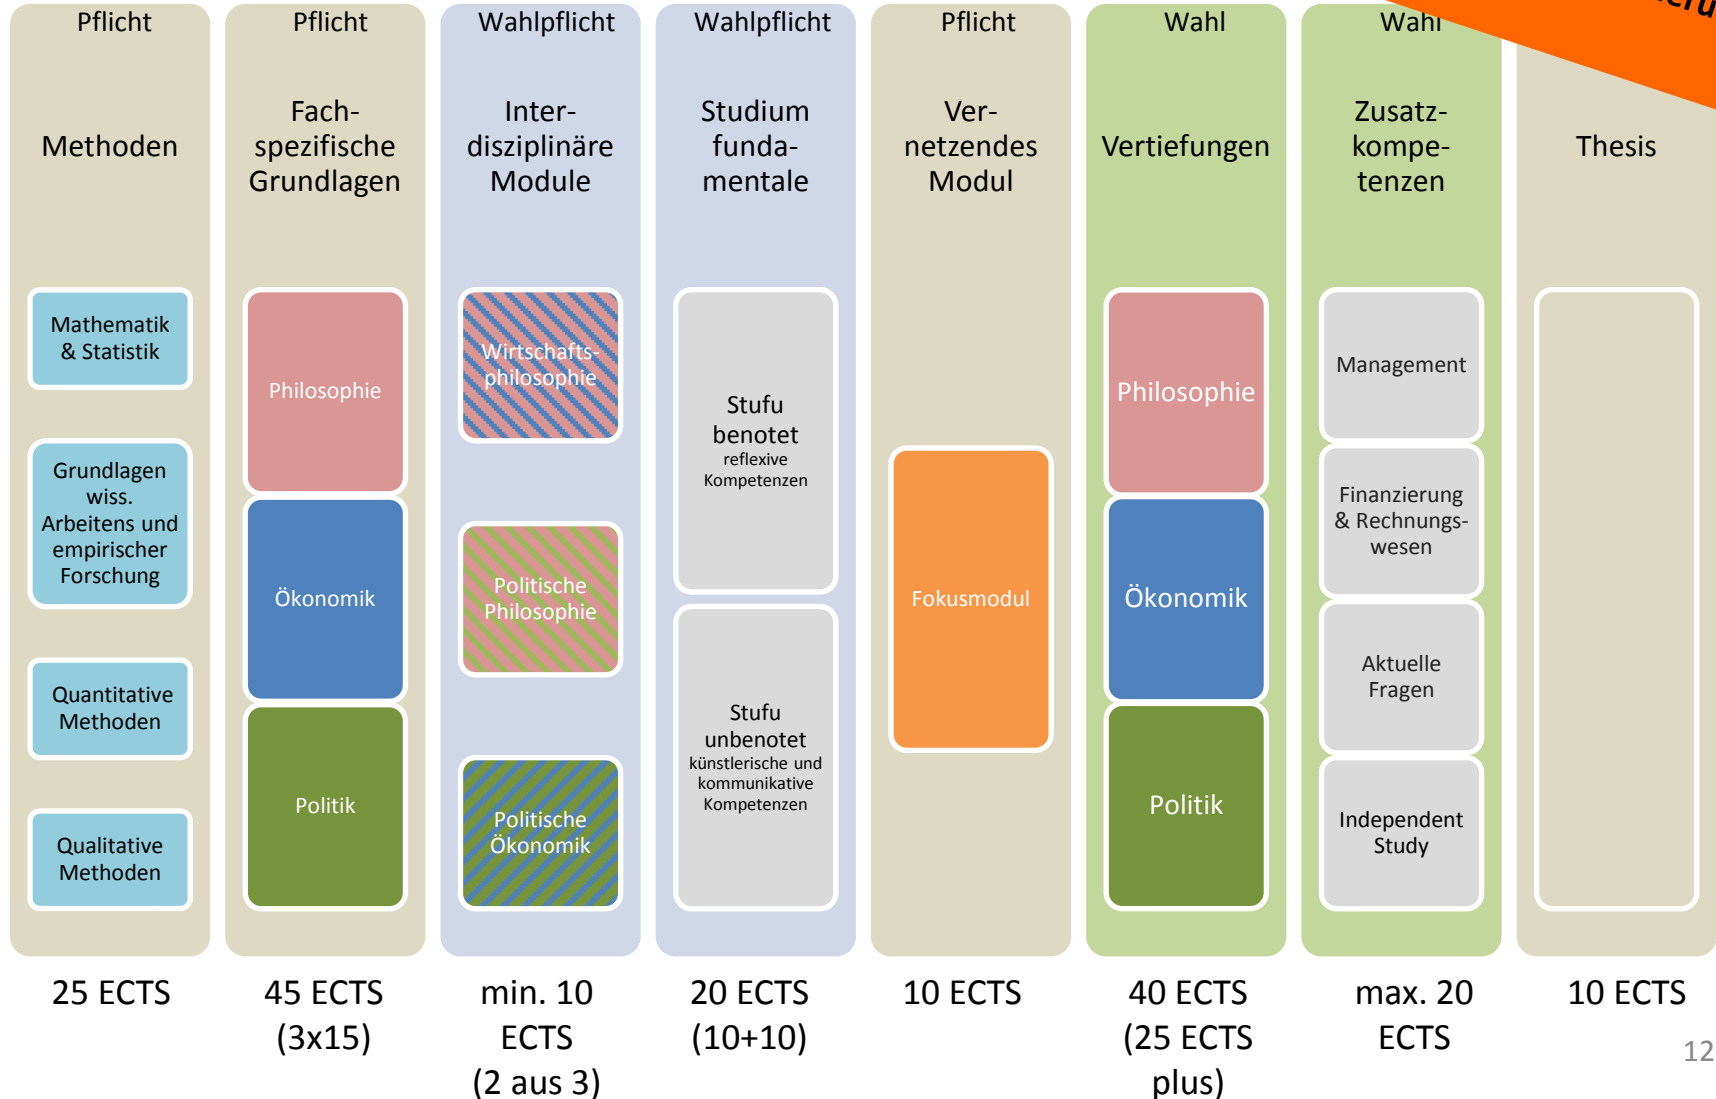 Pflicht
Methoden
Mathematik
& Statistik
Grundlagen
wiss.
Arbeitens und
empirischer
Forschung
Quantitative
Methoden
Qualitative
Methoden
25 ECTS
Pflicht
Fach-
spezifische
Grundlagen
Philosophie
Ökonomik
Politik
45 ECTS
(3x15)
Wahlpflicht
Inter-
disziplinäre
Module
Wirtschafts-
philosophie
Politische
Philosophie
Politische
Ökonomik
min. 10
ECTS
(2 aus 3)
Wahlpflicht
Studium
funda-
mentale
Stufu
benotet
reflexive
Kompetenzen
Stufu
unbenotet
künstlerische und
kommunikative
Kompetenzen
20 ECTS
(10+10)
Pflicht
Ver-
netzendes
Modul
Fokusmodul
10 ECTS
Wahl
Vertiefungen
Philosophie
Ökonomik
Politik
40 ECTS
(25 ECTS
plus)
Wahl
Zusatz-
kompe-
tenzen
Management
Finanzierung
& Rechnungs-
wesen
Aktuelle
Fragen
Independent
Study
max. 20
ECTS
Thesis
10 ECTS
12